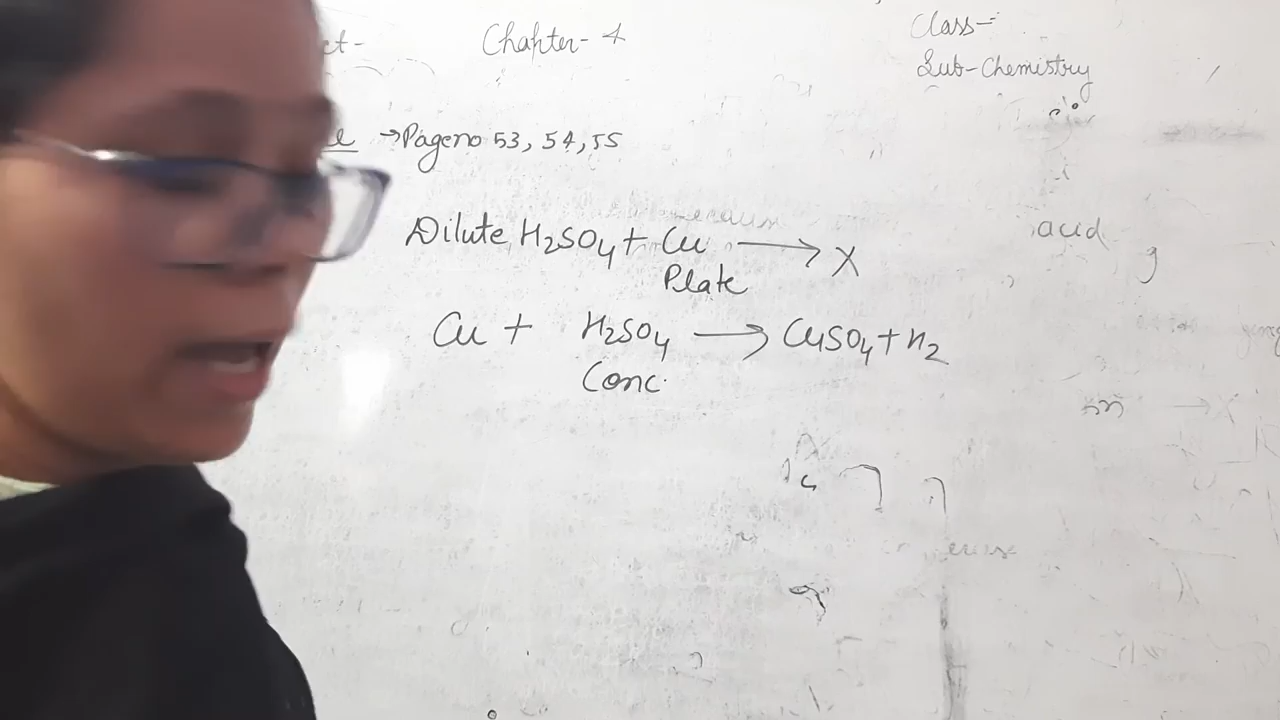 Chapter- 4
Class-
Sub-Chemistry
→Page no 53, 54, 55
Dilute H₂SO₄ + Cu ⟶ X
Plate
acid
Cu + H₂SO₄ ⟶ CuSO₄ + H₂
Conc.